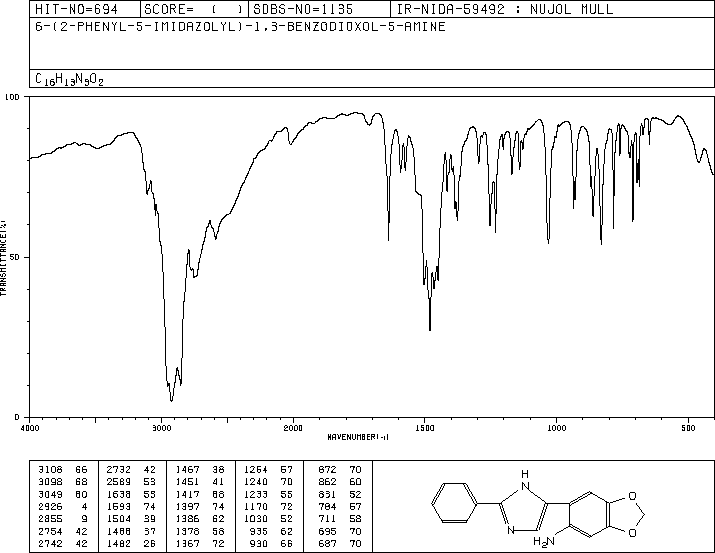 HIT-NO=694 SCORE= ( ) SDBS-NO=1135 IR-NIDA-59492 : NUJOL MULL
6-(2-PHENYL-5-IMIDAZOLYL)-1,3-BENZODIOXOL-5-AMINE
C16H13N3O2
100
50
0
TRANSMITTANCE(%)
4000 3000 2000 1500 1000 500
WAVENUMBER(-1)
3108 66 2732 42 1467 38 1264 67 872 70
3098 68 2589 53 1451 41 1240 70 862 60
3049 60 1638 55 1417 68 1233 55 831 52
2926 4 1593 74 1397 74 1170 72 784 57
2855 9 1504 39 1386 62 1030 52 711 58
2754 42 1488 37 1378 58 935 62 695 70
2742 42 1482 26 1367 72 930 66 687 70
H
N
N
H2N
O
O